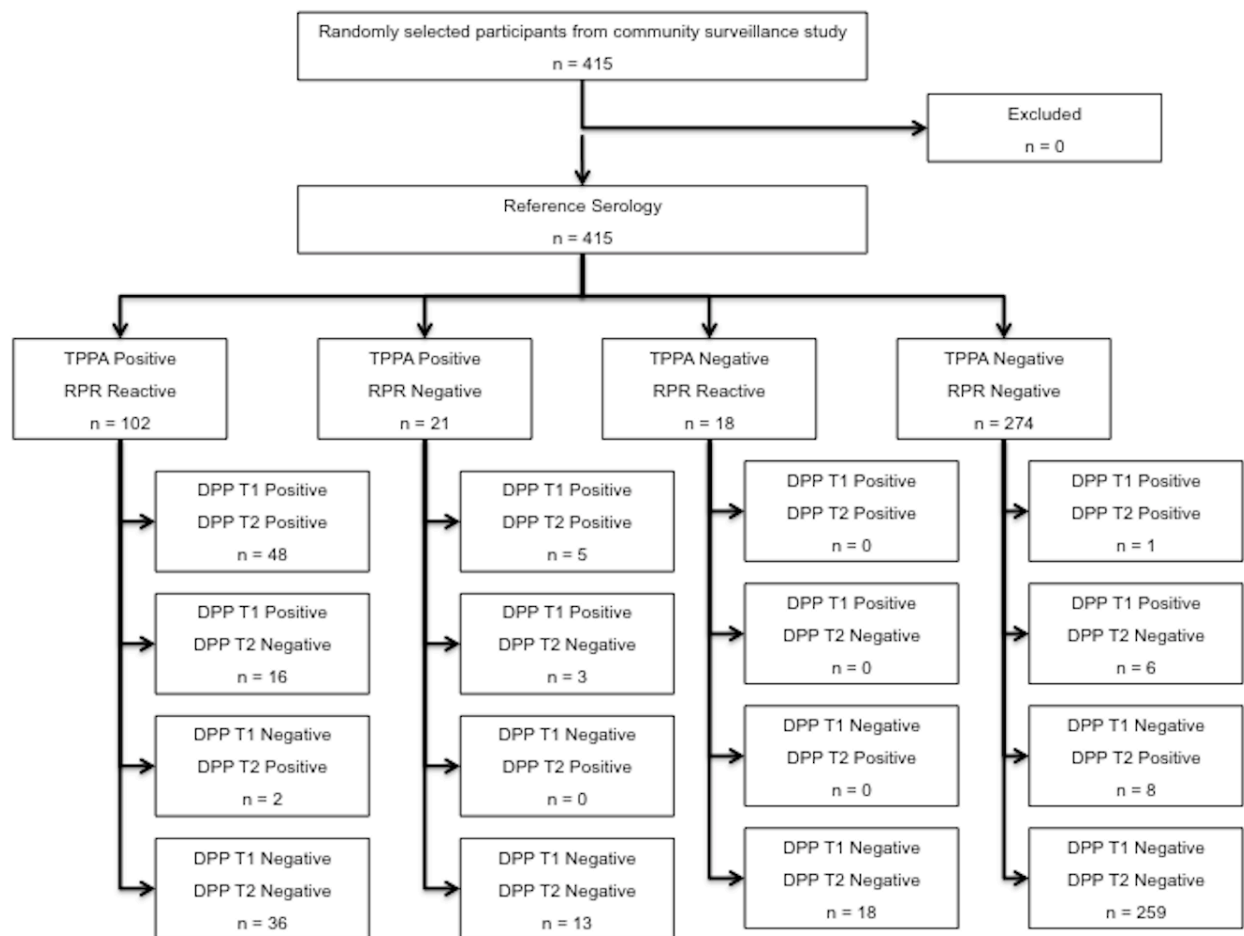 Randomly selected participants from community surveillance study
n = 415
Excluded
n = 0
Reference Serology
n = 415
TPPA Positive
RPR Reactive
n = 102
TPPA Positive
RPR Negative
n = 21
TPPA Negative
RPR Reactive
n = 18
TPPA Negative
RPR Negative
n = 274
DPP T1 Positive
DPP T2 Positive
n = 48
DPP T1 Positive
DPP T2 Negative
n = 16
DPP T1 Negative
DPP T2 Positive
n = 2
DPP T1 Negative
DPP T2 Negative
n = 36
DPP T1 Positive
DPP T2 Positive
n = 5
DPP T1 Positive
DPP T2 Negative
n = 3
DPP T1 Negative
DPP T2 Positive
n = 0
DPP T1 Negative
DPP T2 Negative
n = 13
DPP T1 Positive
DPP T2 Positive
n = 0
DPP T1 Positive
DPP T2 Negative
n = 0
DPP T1 Negative
DPP T2 Positive
n = 0
DPP T1 Negative
DPP T2 Negative
n = 18
DPP T1 Positive
DPP T2 Positive
n = 1
DPP T1 Positive
DPP T2 Negative
n = 6
DPP T1 Negative
DPP T2 Positive
n = 8
DPP T1 Negative
DPP T2 Negative
n = 259